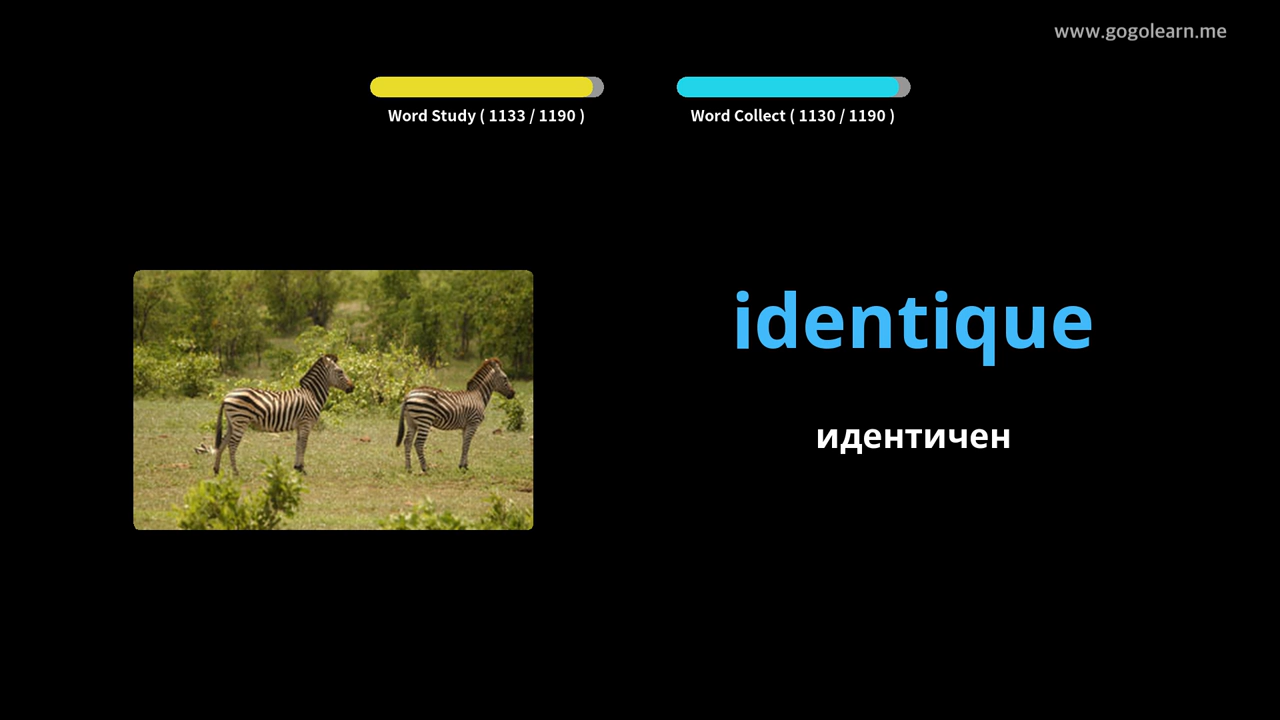 www.gogolearn.me
Word Study ( 1133 / 1190 )
Word Collect ( 1130 / 1190 )
identique
идентичен